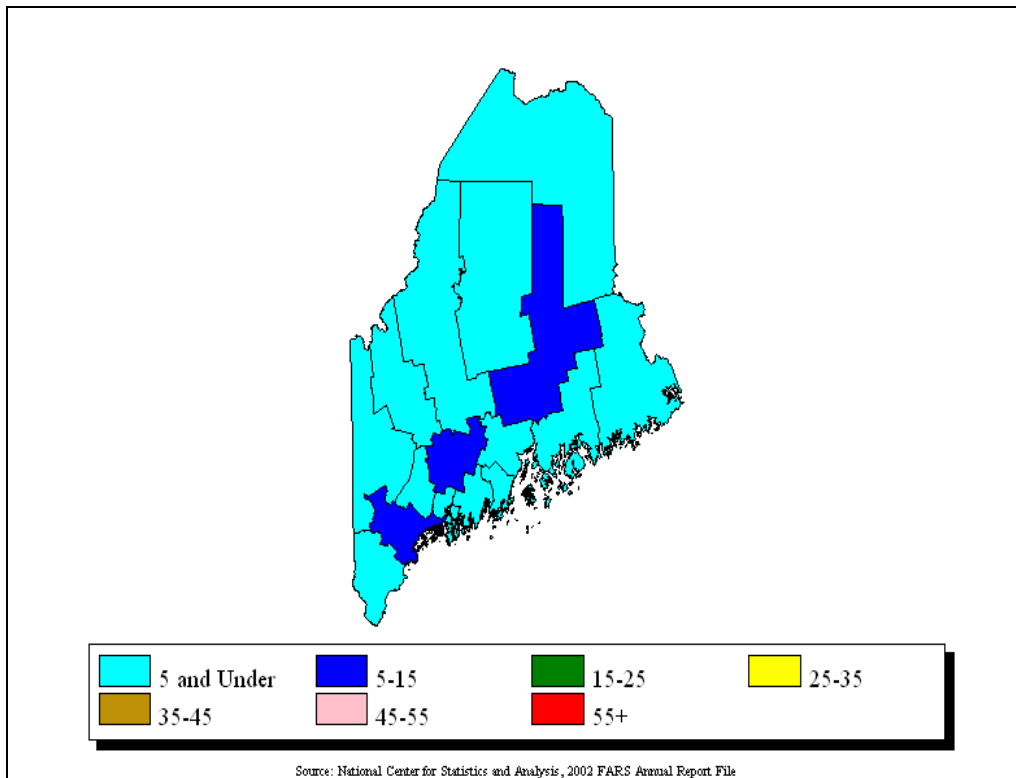 5 and Under 5-15 15-25 25-35
35-45 45-55 55+
Source: National Center for Statistics and Analysis, 2002 FARS Annual Report File